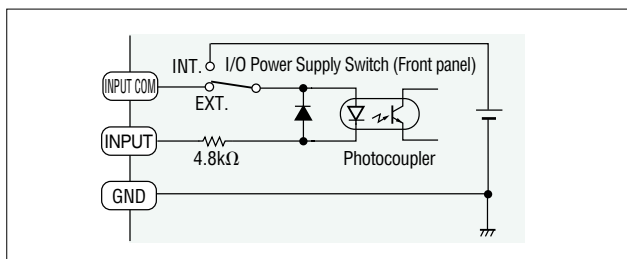 INT. I/O Power Supply Switch (Front panel)
INPUT COM
EXT.
INPUT
4.8kΩ
Photocoupler
GND